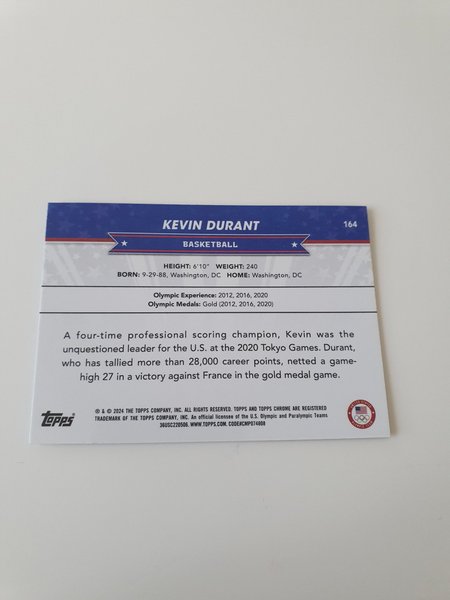 KEVIN DURANT 164
BASKETBALL
HEIGHT: 6'10" WEIGHT: 240
BORN: 9-29-88, Washington, DC HOME: Washington, DC
Olympic Experience: 2012, 2016, 2020
Olympic Medals: Gold (2012, 2016, 2020)
A four-time professional scoring champion, Kevin was the
unquestioned leader for the U.S. at the 2020 Tokyo Games. Durant,
who has tallied more than 28,000 career points, netted a game-
high 27 in a victory against France in the gold medal game.
Topps
® & © 2024 THE TOPPS COMPANY, INC. ALL RIGHTS RESERVED. TOPPS AND TOPPS CHROME ARE REGISTERED
TRADEMARK OF THE TOPPS COMPANY, INC. An official licensee of the U.S. Olympic and Paralympic Teams
36USC220506. WWW.TOPPS.COM. CODE#CMP074808